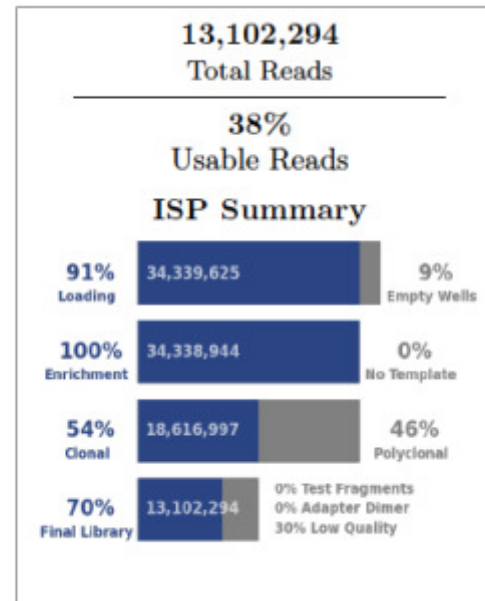 13,102,294
Total Reads
38%
Usable Reads
ISP Summary
91%
Loading
34,339,625
9%
Empty Wells
100%
Enrichment
34,338,944
0%
No Template
54%
Clonal
18,616,997
46%
Polyclonal
70%
Final Library
13,102,294
0% Test Fragments
0% Adapter Dimer
30% Low Quality